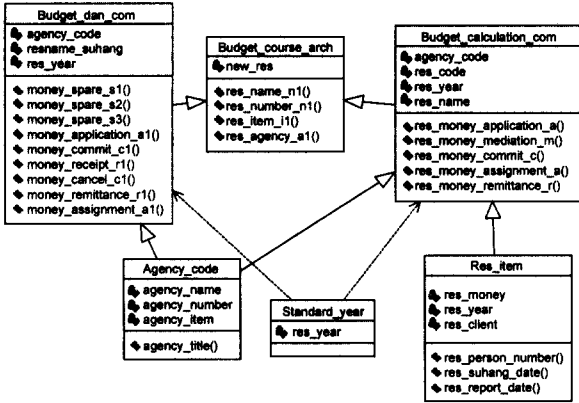 Budget_dan_com
agency_code
resname_suhang
res_year
money_spare_s1()
money_spare_s2()
money_spare_s3()
money_application_a1()
money_commit_c1()
money_receipt_r1()
money_cancel_c1()
money_remittance_r1()
money_assignment_a1()
Budget_course_arch
new_res
res_name_n1()
res_number_n1()
res_item_i1()
res_agency_a1()
Budget_calculation_com
agency_code
res_code
res_year
res_name
res_money_application_a()
res_money_mediation_m()
res_money_commit_c()
res_money_assignment_a()
res_money_remittance_r()
Agency_code
agency_name
agency_number
agency_item
agency_title()
Standard_year
res_year
Res_item
res_money
res_year
res_client
res_person_number()
res_suhang_date()
res_report_date()